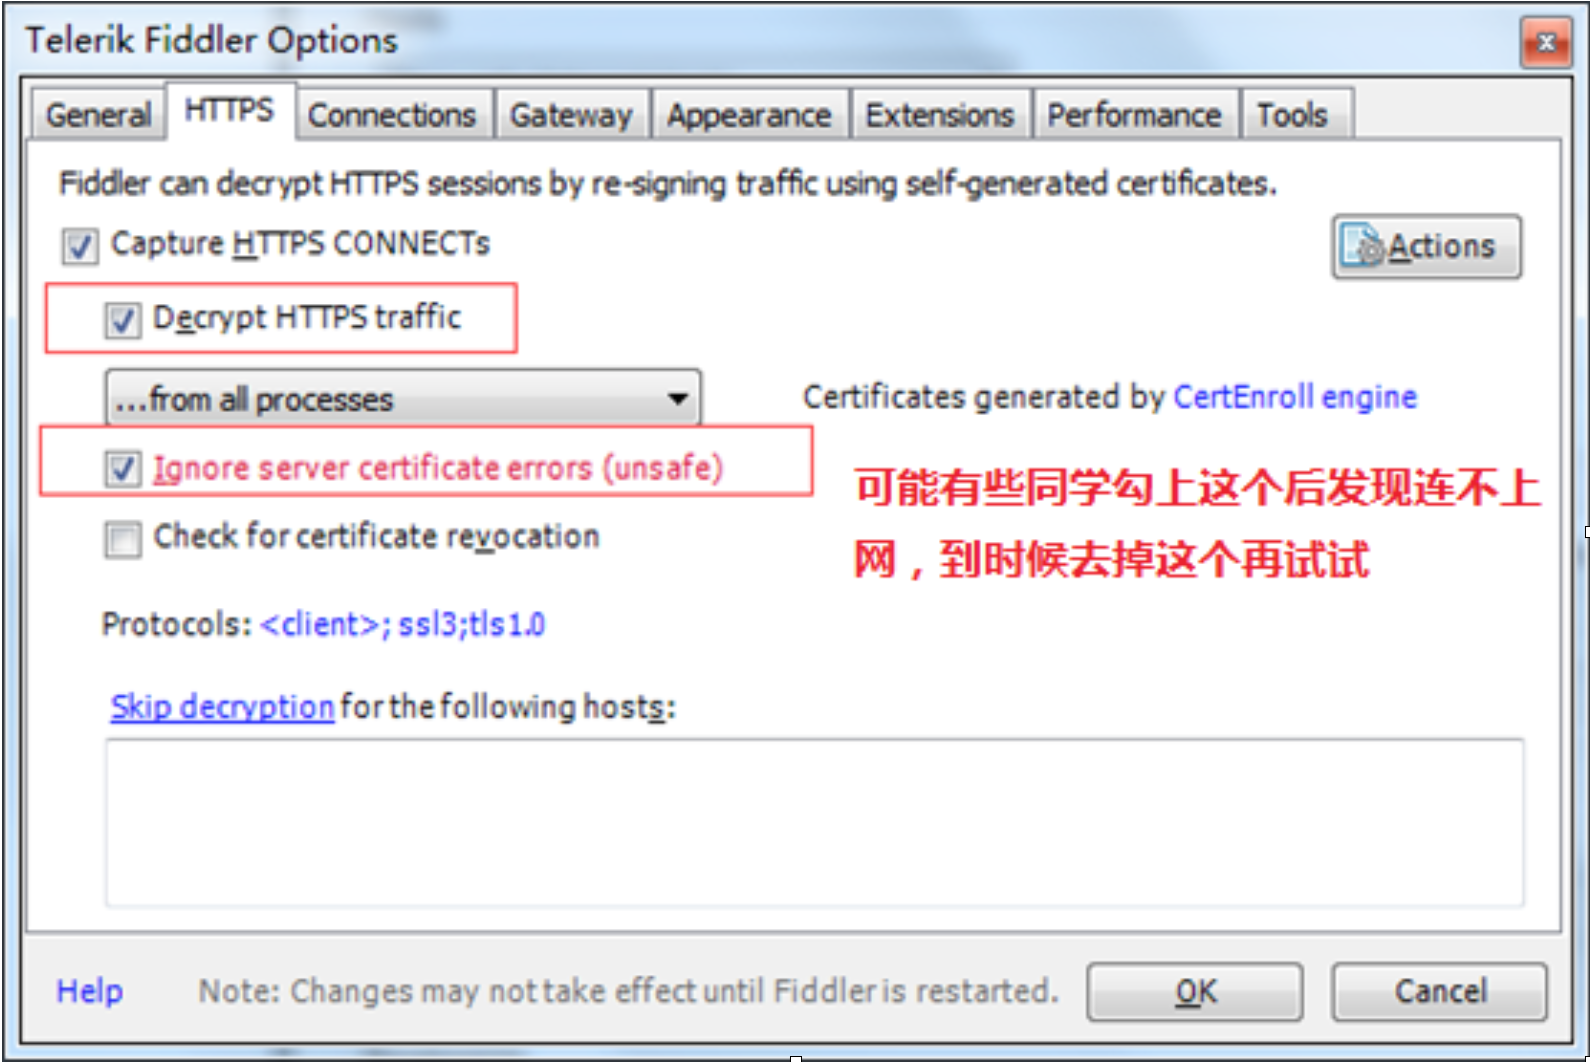 Telerik Fiddler Options
General HTTPS Connections Gateway Appearance Extensions Performance Tools
Fiddler can decrypt HTTPS sessions by re-signing traffic using self-generated certificates.
Capture HTTPS CONNECTs
Actions
Decrypt HTTPS traffic
...from all processes
Certificates generated by CertEnroll engine
Ignore server certificate errors (unsafe)
可能有些同学勾上这个后发现连不上
网，到时候去掉这个再试试
Check for certificate revocation
Protocols: <client>; ssl3;tls1.0
Skip decryption for the following hosts:
Help
Note: Changes may not take effect until Fiddler is restarted.
OK
Cancel